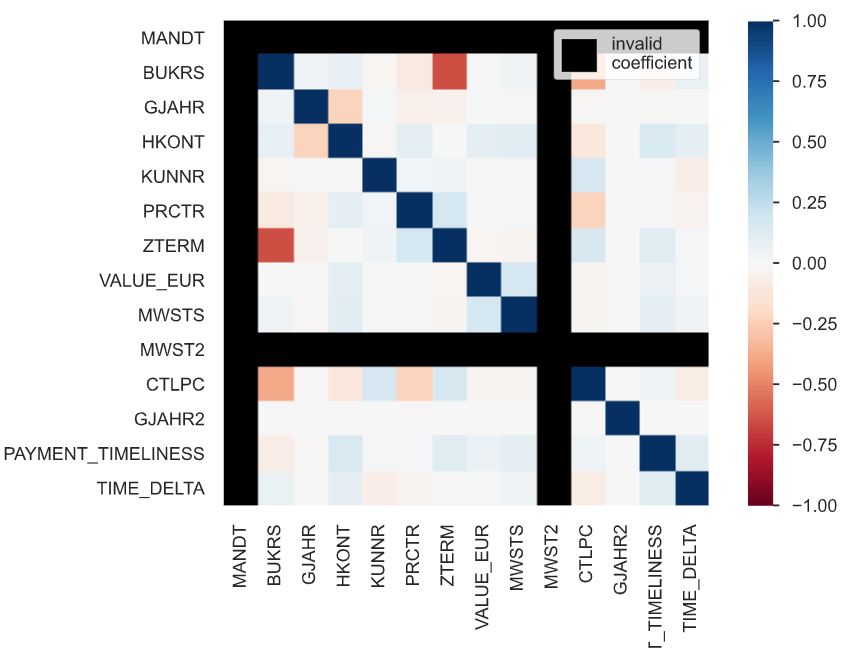 MANDT
BUKRS
GJAHR
HKONT
KUNNR
PRCTR
ZTERM
VALUE_EUR
MWSTS
MWST2
CTLPC
GJAHR2
PAYMENT_TIMELINESS
TIME_DELTA
invalid
coefficient
1.00
0.75
0.50
0.25
0.00
−0.25
−0.50
−0.75
−1.00
MANDT
BUKRS
GJAHR
HKONT
KUNNR
PRCTR
ZTERM
VALUE_EUR
MWSTS
MWST2
CTLPC
GJAHR2
T_TIMELINESS
TIME_DELTA